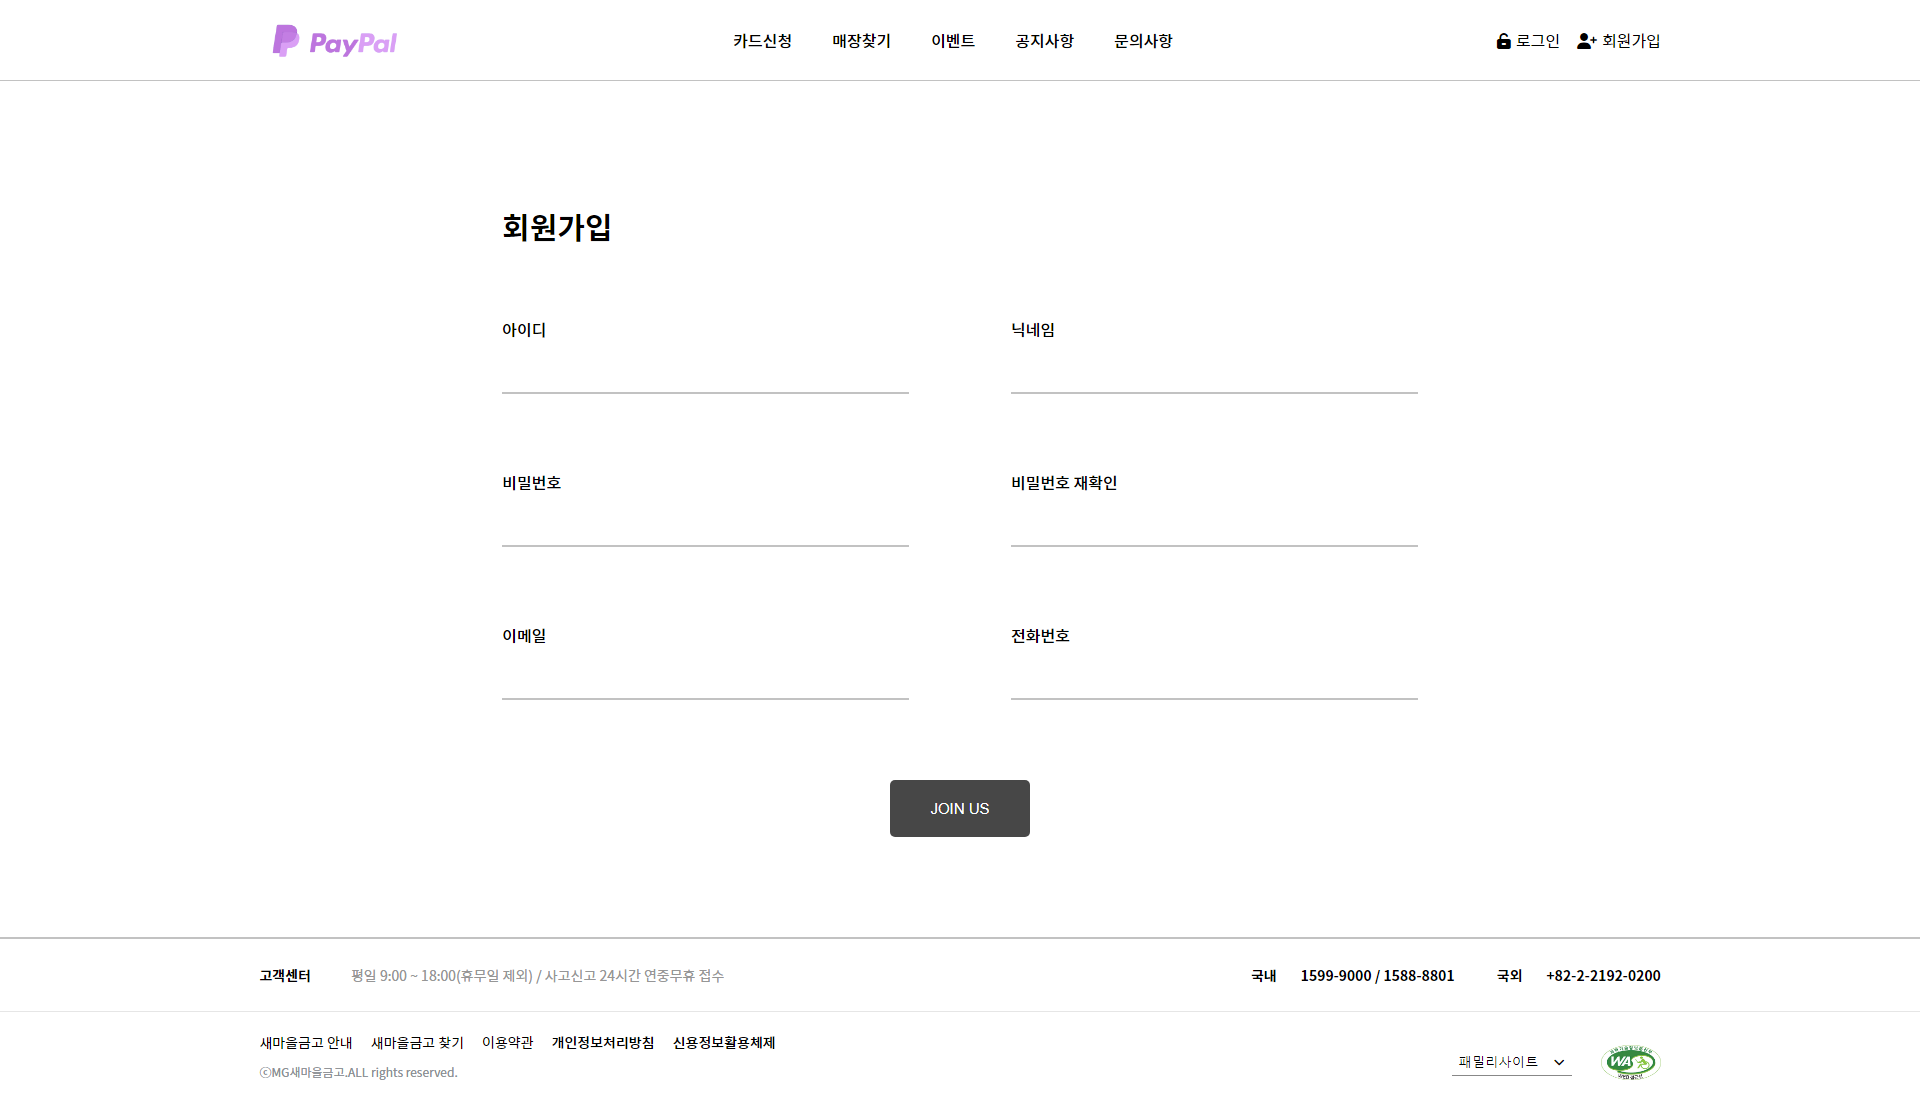 PayPal
카드신청 매장찾기 이벤트 공지사항 문의사항
로그인 회원가입
회원가입
아이디 닉네임
비밀번호 비밀번호 재확인
이메일 전화번호
JOIN US
고객센터 평일 9:00 ~ 18:00(휴무일 제외) / 사고신고 24시간 연중무휴 접수 국내 1599-9000 / 1588-8801 국외 +82-2-2192-0200
새마을금고 안내 새마을금고 찾기 이용약관 개인정보처리방침 신용정보활용체제
ⓒMG새마을금고.ALL rights reserved.
패밀리사이트
WA